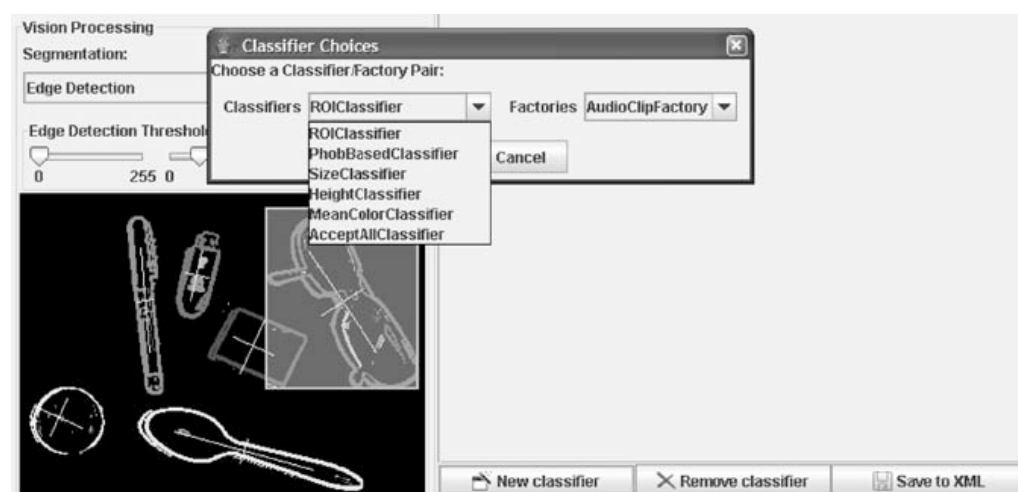 Vision Processing
Segmentation:
Edge Detection
Classifier Choices
Choose a Classifier/Factory Pair:
Classifiers ROIClassifier Factories AudioClipFactory
ROIClassifier
PhobBasedClassifier
SizeClassifier
HeightClassifier
MeanColorClassifier
AcceptAllClassifier
Cancel
Edge Detection Threshol
0 255 0
New classifier Remove classifier Save to XML